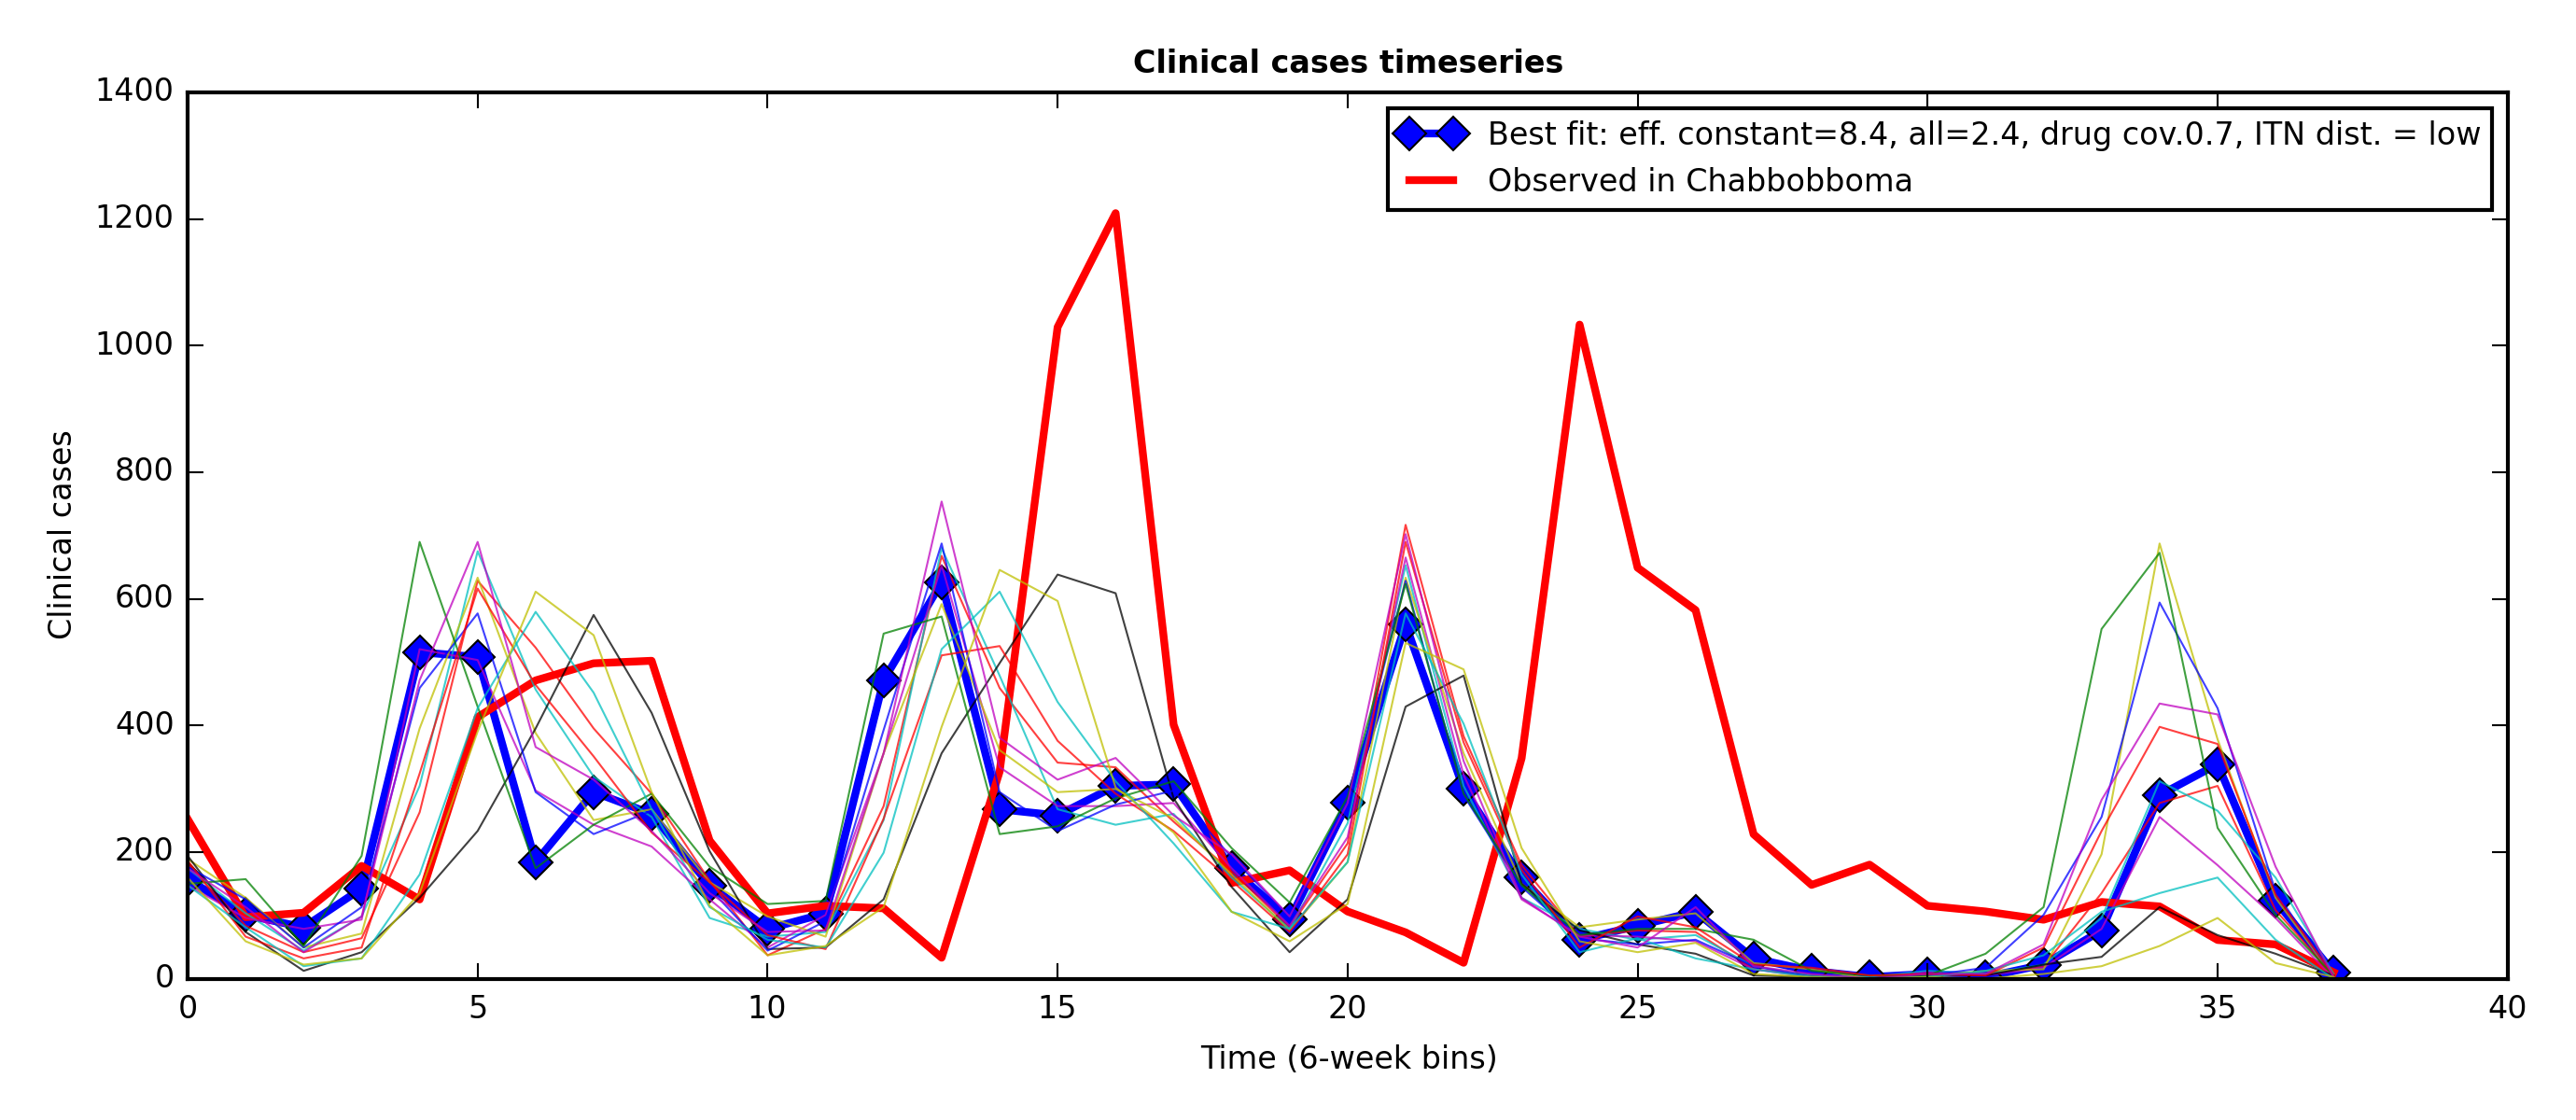 Clinical cases timeseries
1400
1200
1000
800
600
400
200
0
Clinical cases
Best fit: eff. constant=8.4, all=2.4, drug cov.0.7, ITN dist. = low
Observed in Chabbobboma
0 5 10 15 20 25 30 35 40
Time (6-week bins)